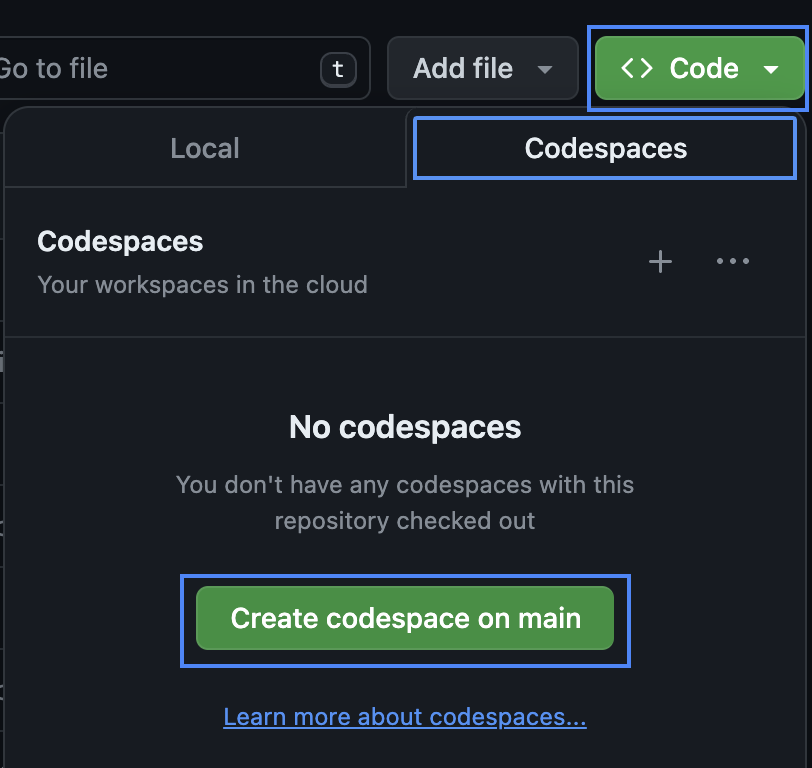 Go to file
t
Add file
<> Code
Local
Codespaces
Codespaces
Your workspaces in the cloud
No codespaces
You don't have any codespaces with this
repository checked out
Create codespace on main
Learn more about codespaces...